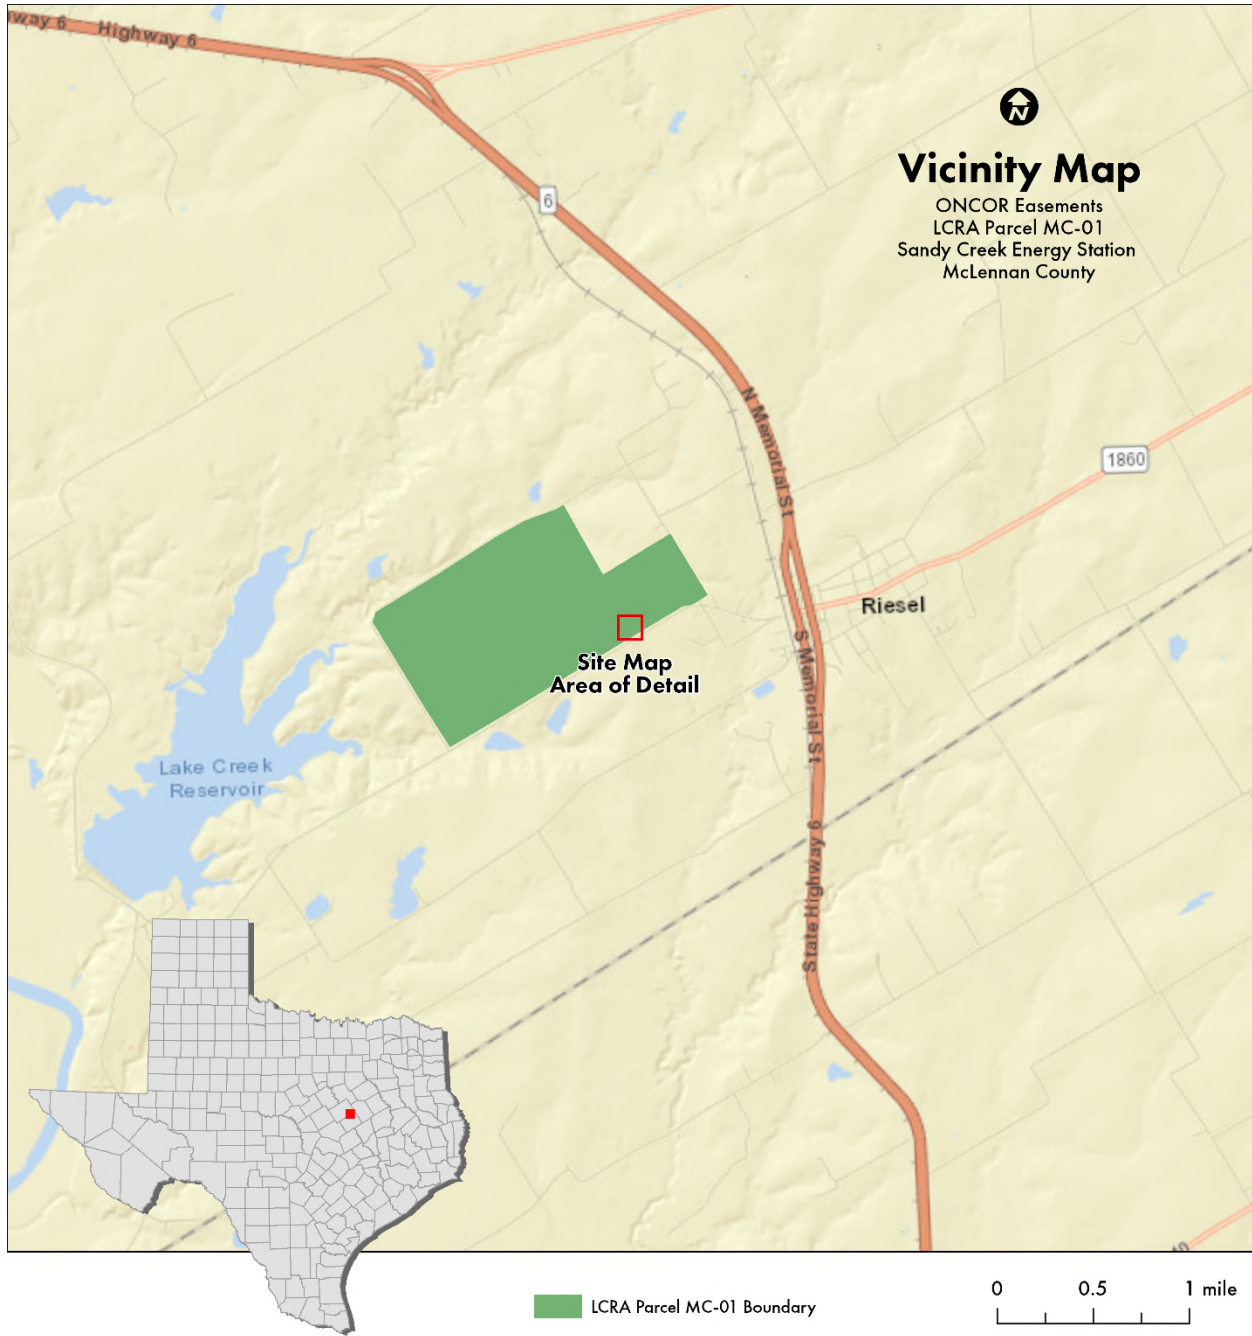 way 6
Highway 6
N
Vicinity Map
ONCOR Easements
LCRA Parcel MC-01
Sandy Creek Energy Station
McLennan County
6
N Memorial St
1860
Riesel
Site Map
Area of Detail
S Memorial St
Lake Creek
Reservoir
State Highway 6
LCRA Parcel MC-01 Boundary
0 0.5 1 mile